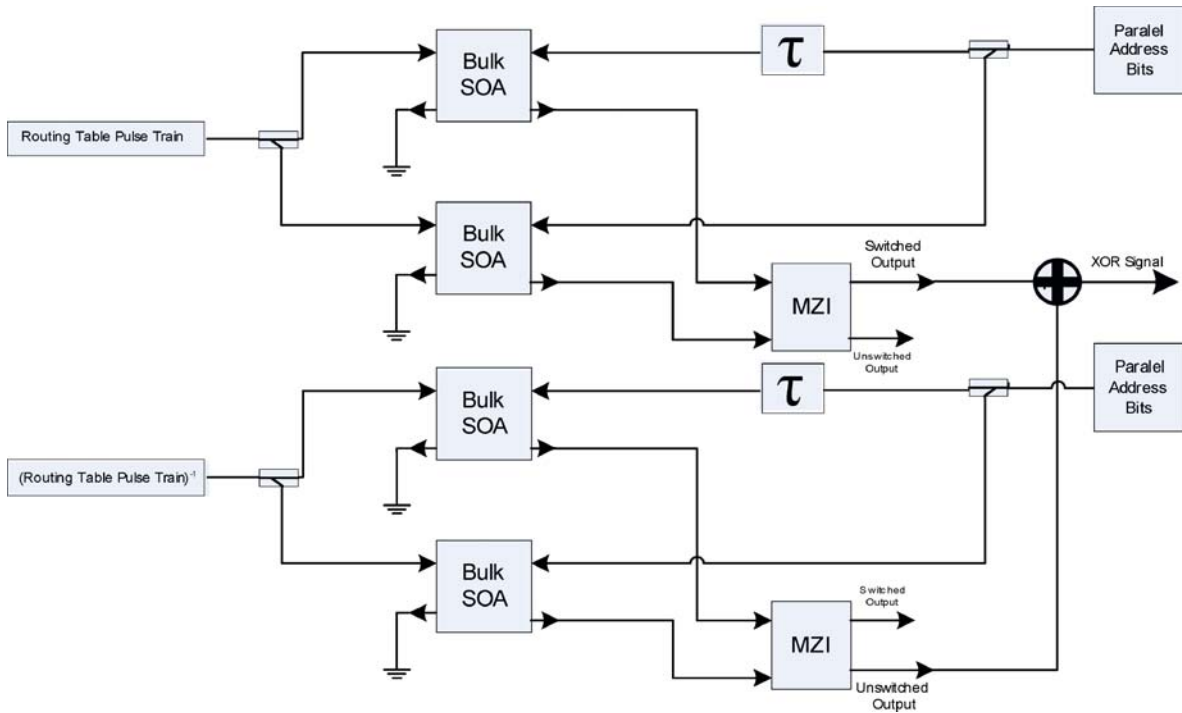 Bulk
SOA
τ
Paralel
Address
Bits
Routing Table Pulse Train
Bulk
SOA
Switched
Output
XOR Signal
MZI
Unswitched
Output
Bulk
SOA
τ
Paralel
Address
Bits
(Routing Table Pulse Train)⁻¹
Bulk
SOA
Switched
Output
MZI
Unswitched
Output